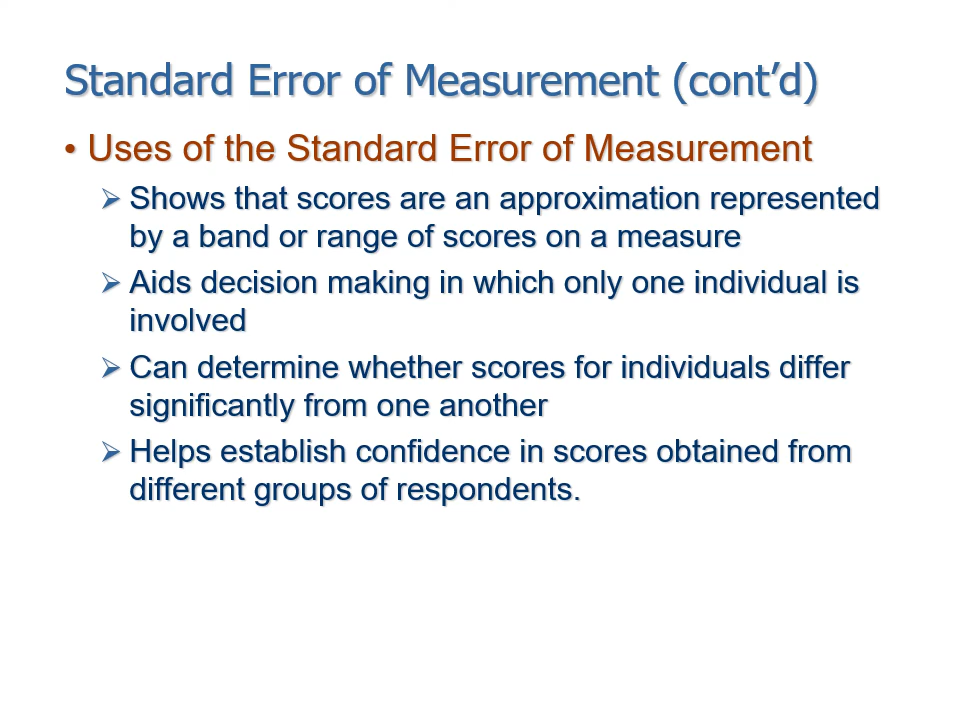 Standard Error of Measurement (cont’d)
• Uses of the Standard Error of Measurement
➢ Shows that scores are an approximation represented
by a band or range of scores on a measure
➢ Aids decision making in which only one individual is
involved
➢ Can determine whether scores for individuals differ
significantly from one another
➢ Helps establish confidence in scores obtained from
different groups of respondents.